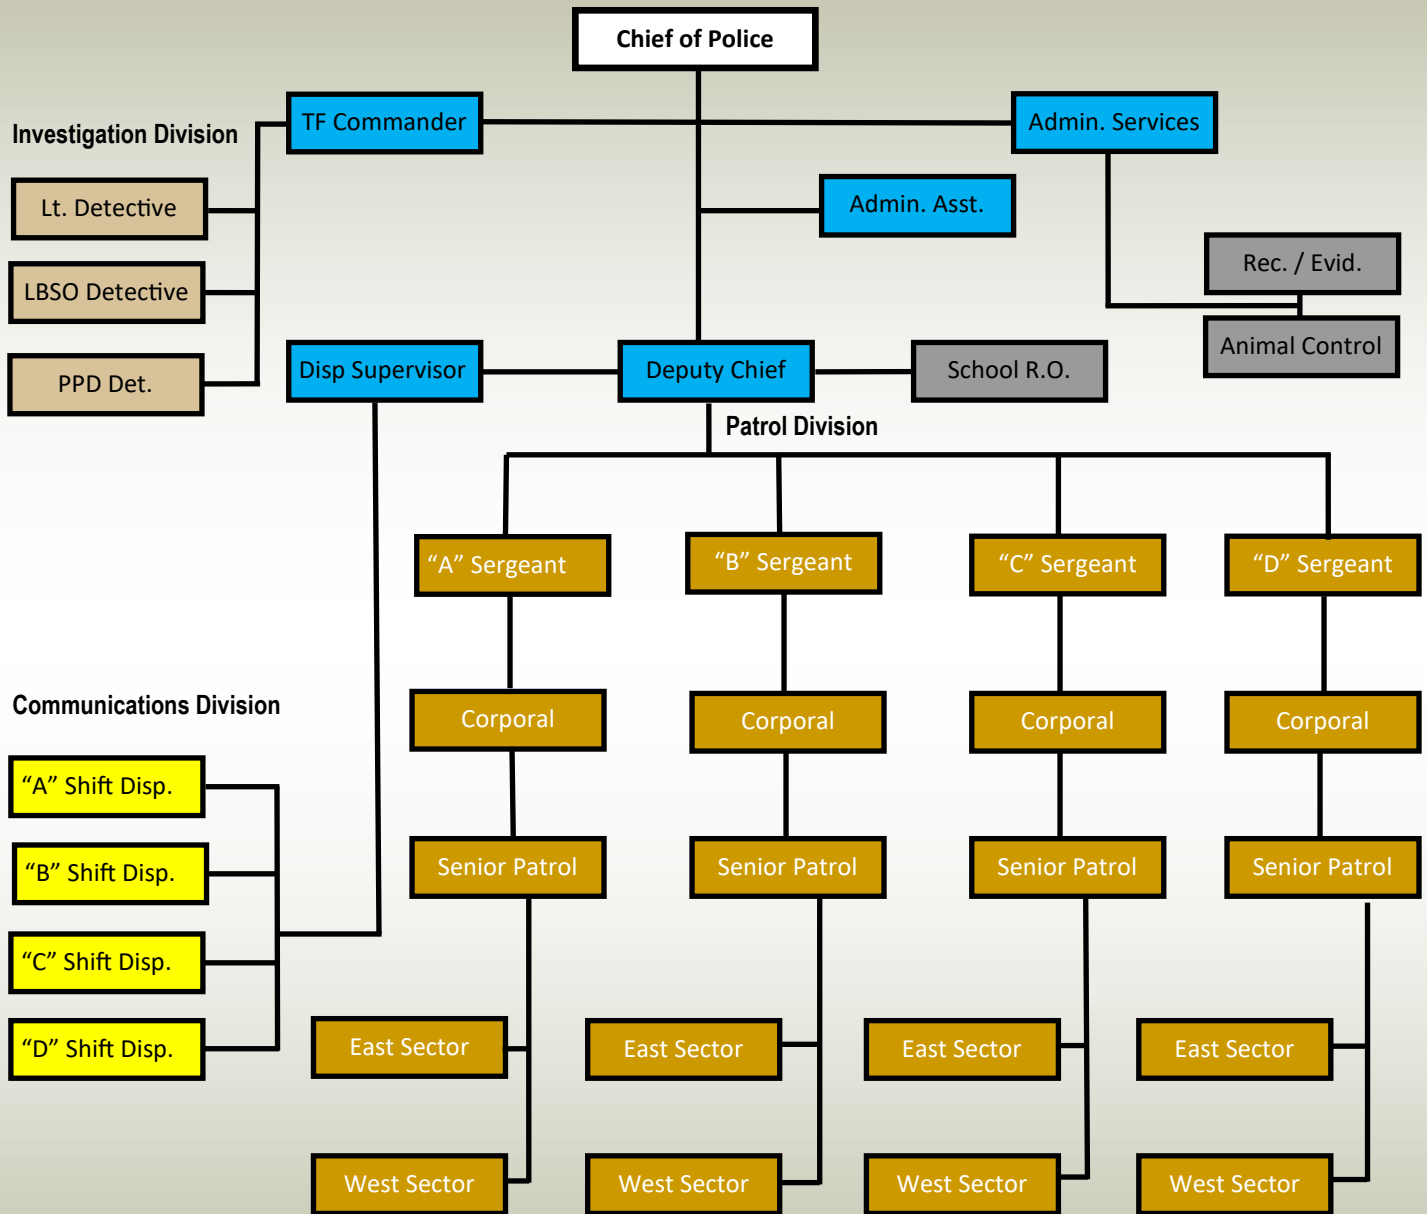 Chief of Police
TF Commander
Admin. Services
Investigation Division
Lt. Detective
Admin. Asst.
Rec. / Evid.
LBSO Detective
Animal Control
PPD Det.
Disp Supervisor
Deputy Chief
School R.O.
Patrol Division
“A” Sergeant
“B” Sergeant
“C” Sergeant
“D” Sergeant
Communications Division
Corporal
Corporal
Corporal
Corporal
“A” Shift Disp.
“B” Shift Disp.
“C” Shift Disp.
“D” Shift Disp.
Senior Patrol
Senior Patrol
Senior Patrol
Senior Patrol
East Sector
East Sector
East Sector
East Sector
West Sector
West Sector
West Sector
West Sector